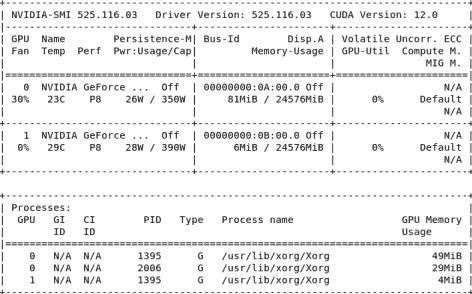 NVIDIA-SMI 525.116.03   Driver Version: 525.116.03   CUDA Version: 12.0
GPU  Name        Persistence-M| Bus-Id        Disp.A | Volatile Uncorr. ECC
Fan  Temp  Perf  Pwr:Usage/Cap|         Memory-Usage | GPU-Util  Compute M.
MIG M.
0  NVIDIA GeForce ...  Off  | 00000000:0A:00.0 Off |                  N/A
30%   23C    P8    26W / 350W |     81MiB / 24576MiB |      0%      Default
N/A
1  NVIDIA GeForce ...  Off  | 00000000:0B:00.0 Off |                  N/A
0%   29C    P8    28W / 390W |      6MiB / 24576MiB |      0%      Default
N/A
Processes:
GPU   GI   CI        PID   Type   Process name                  GPU Memory
ID   ID                                                   Usage
0   N/A  N/A      1395      G   /usr/lib/xorg/Xorg                 49MiB
0   N/A  N/A      2006      G   /usr/lib/xorg/Xorg                 29MiB
1   N/A  N/A      1395      G   /usr/lib/xorg/Xorg                  4MiB